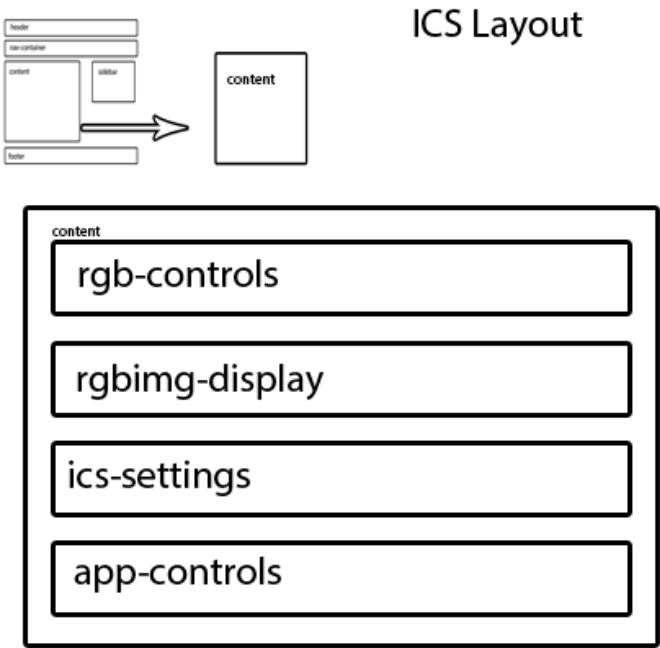 ICS Layout
header
nav-container
content
sidebar
footer
content
content
rgb-controls
rgbimg-display
ics-settings
app-controls